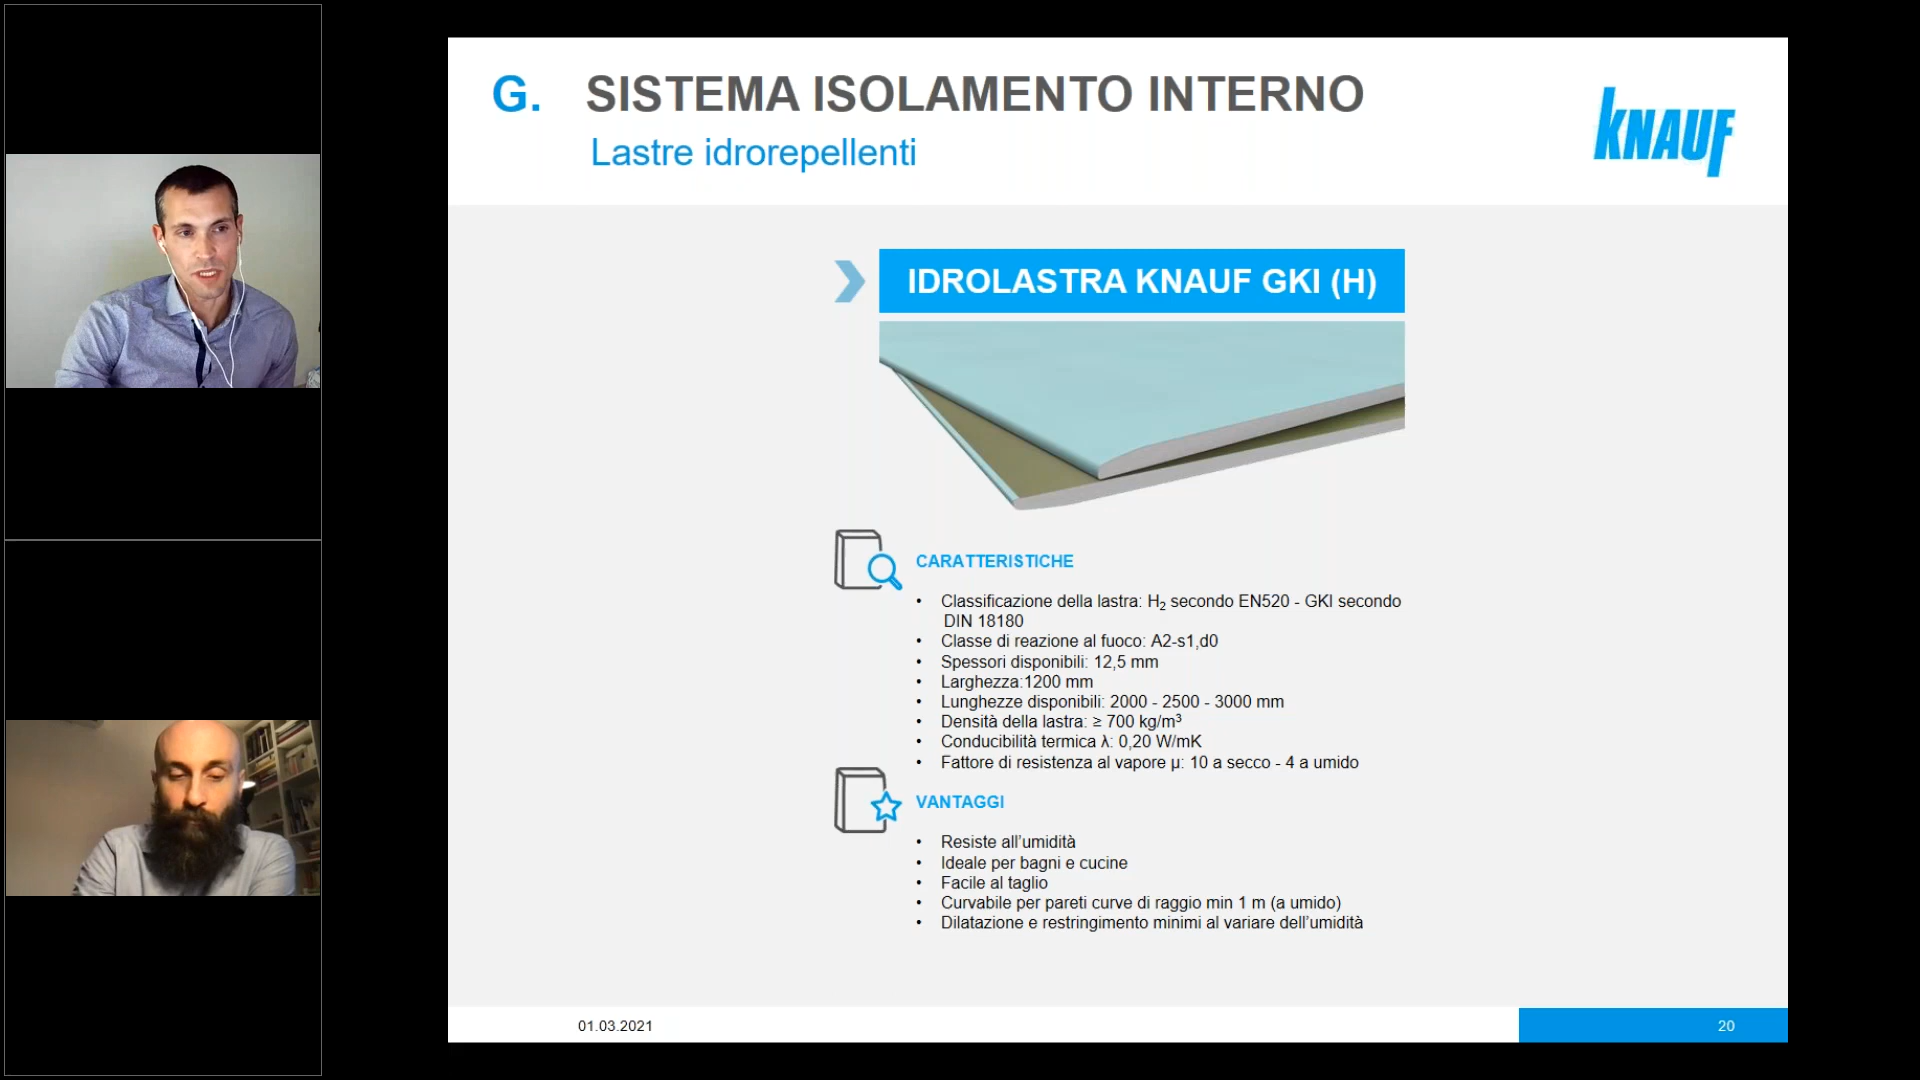 G. SISTEMA ISOLAMENTO INTERNO
Lastre idrorepellenti
KNAUF
IDROLASTRA KNAUF GKI (H)
CARATTERISTICHE
• Classificazione della lastra: H₂ secondo EN520 - GKI secondo
DIN 18180
• Classe di reazione al fuoco: A2-s1,d0
• Spessori disponibili: 12,5 mm
• Larghezza:1200 mm
• Lunghezze disponibili: 2000 - 2500 - 3000 mm
• Densità della lastra: ≥ 700 kg/m³
• Conducibilità termica λ: 0,20 W/mK
• Fattore di resistenza al vapore µ: 10 a secco - 4 a umido
VANTAGGI
• Resiste all’umidità
• Ideale per bagni e cucine
• Facile al taglio
• Curvabile per pareti curve di raggio min 1 m (a umido)
• Dilatazione e restringimento minimi al variare dell’umidità
01.03.2021
20